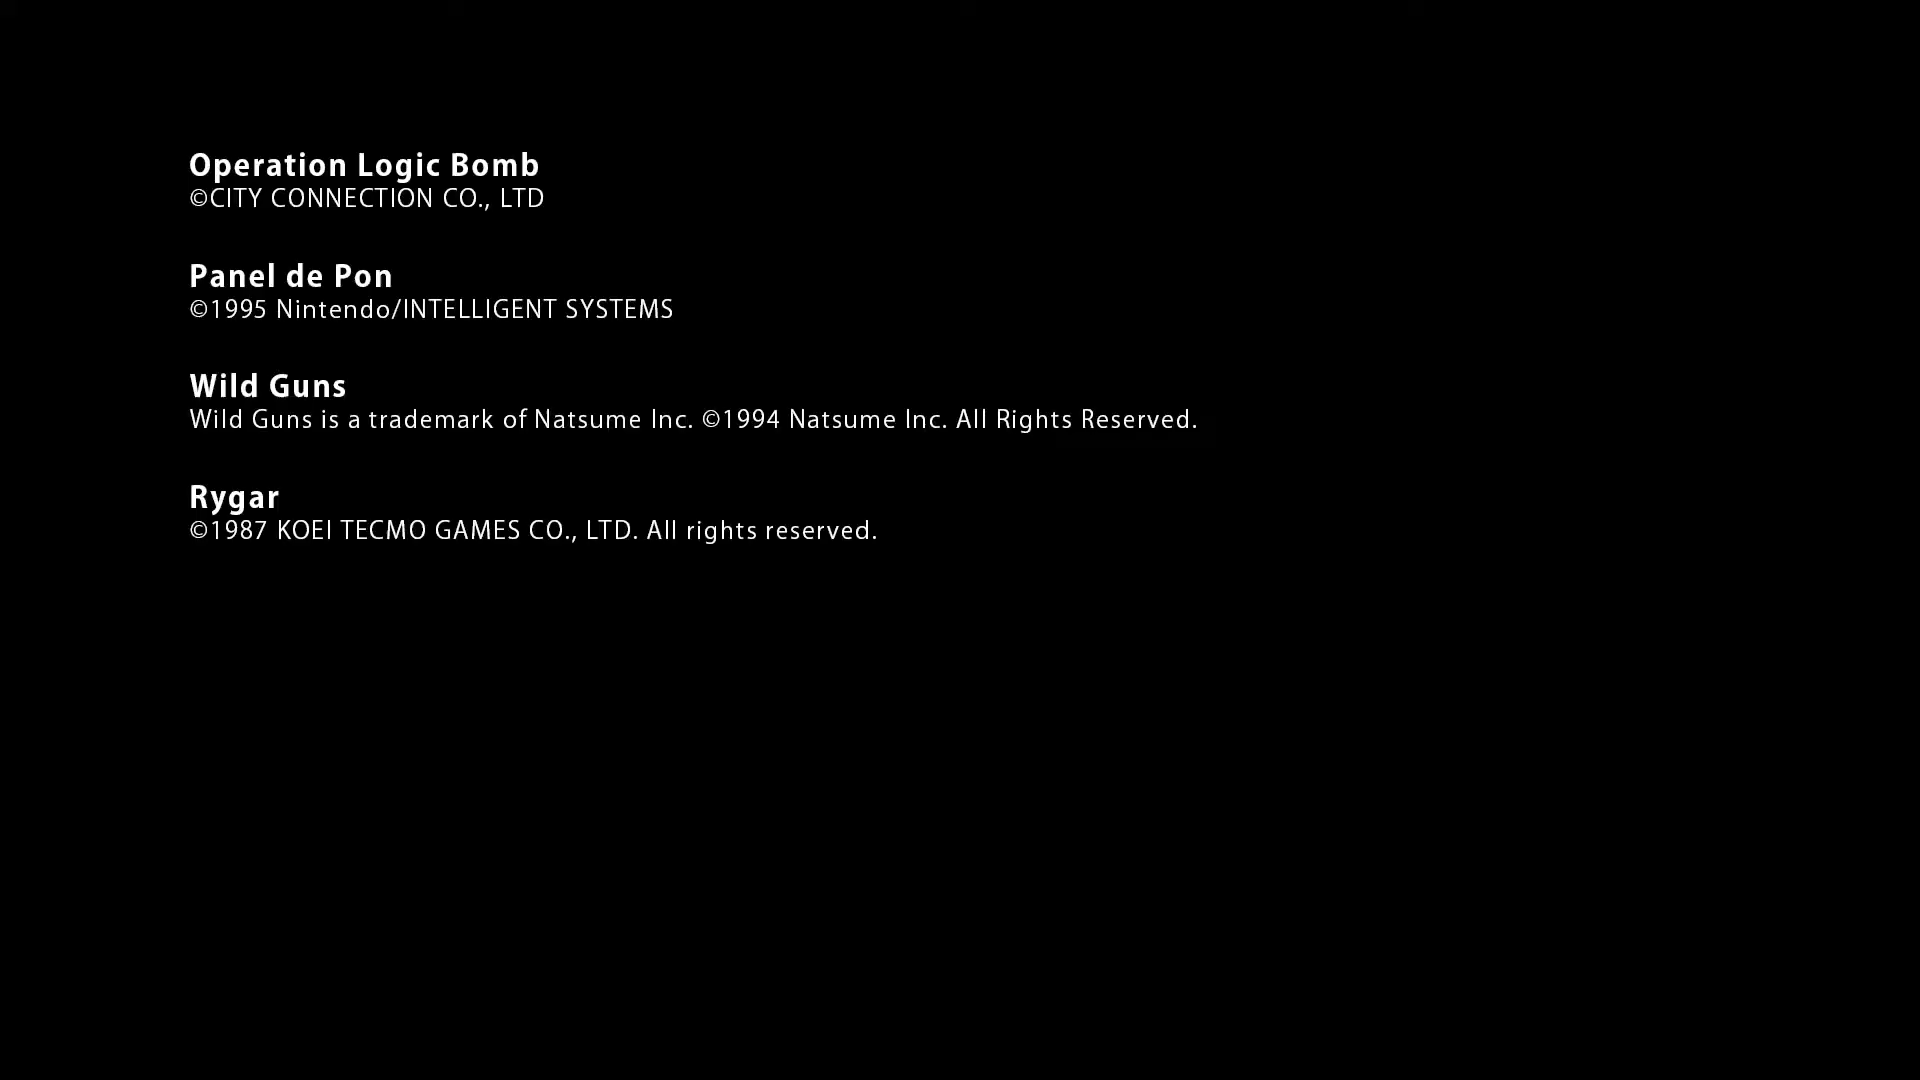 Operation Logic Bomb
©CITY CONNECTION CO., LTD
Panel de Pon
©1995 Nintendo/INTELLIGENT SYSTEMS
Wild Guns
Wild Guns is a trademark of Natsume Inc. ©1994 Natsume Inc. All Rights Reserved.
Rygar
©1987 KOEI TECMO GAMES CO., LTD. All rights reserved.